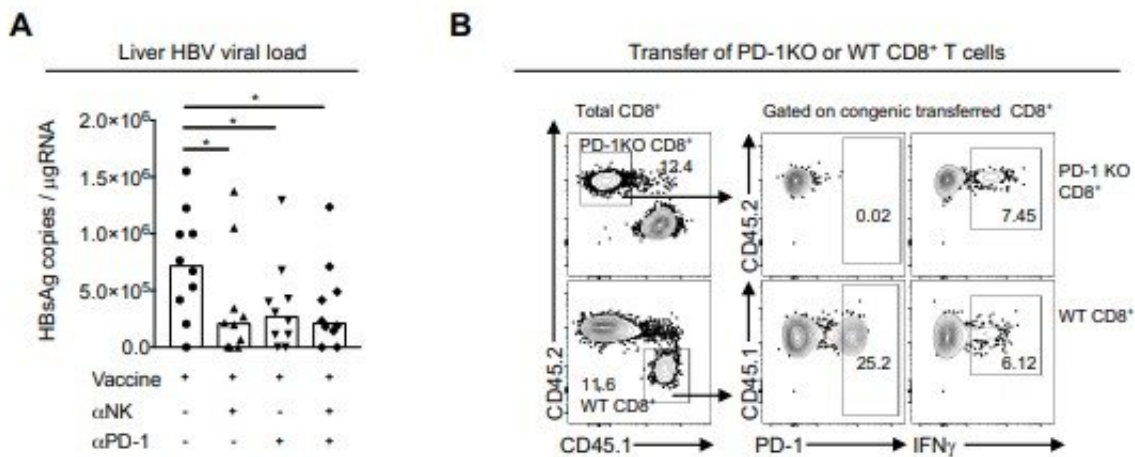 A
Liver HBV viral load
HBsAg copies / µgRNA
2.0×10⁶
1.5×10⁶
1.0×10⁶
5.0×10⁵
0.0
* 
*
*
Vaccine + + + +
αNK - + - +
αPD-1 - - + +
B
Transfer of PD-1KO or WT CD8⁺ T cells
Total CD8⁺
Gated on congenic transferred CD8⁺
PD-1KO CD8⁺
12.4
CD45.2
0.02
7.45
PD-1 KO
CD8⁺
CD45.2
11.6
WT CD8⁺
CD45.1
25.2
6.12
WT CD8⁺
CD45.1
PD-1
IFNγ